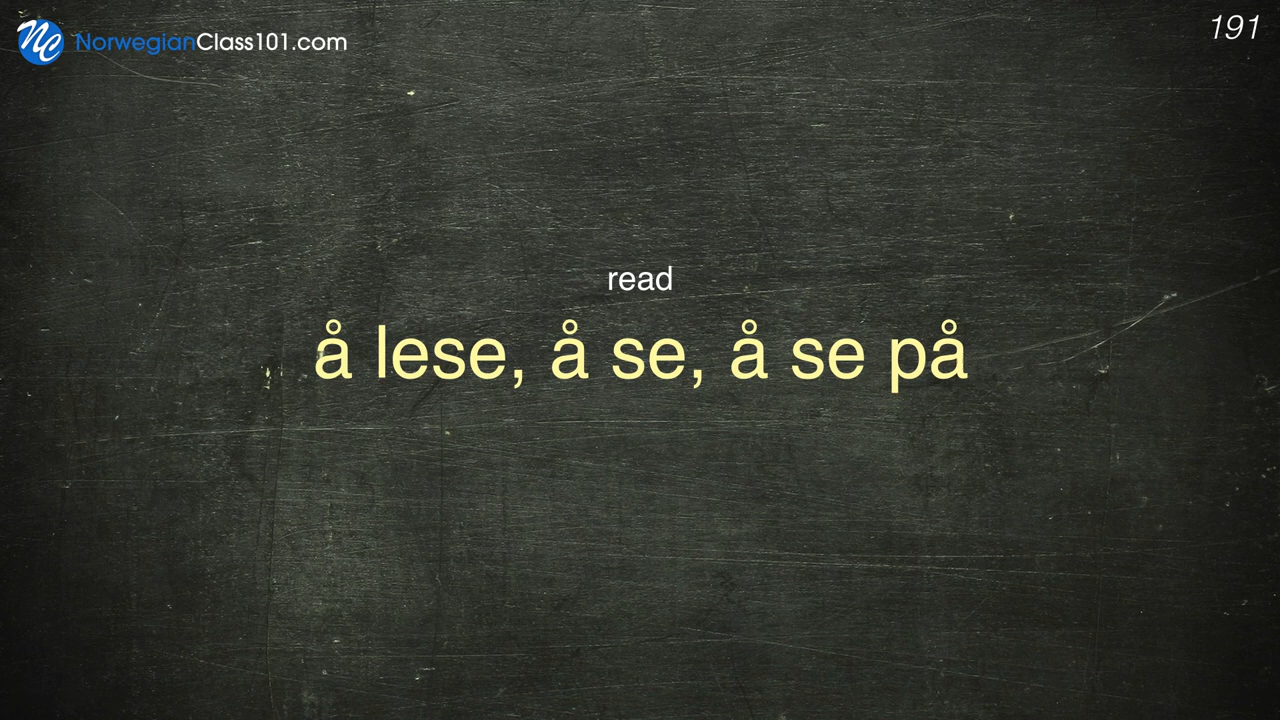 NorwegianClass101.com
191
read
å lese, å se, å se på